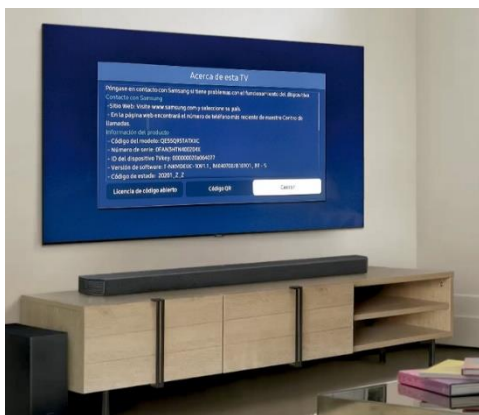 Acerca de esta TV
Póngase en contacto con Samsung si tiene problemas con el funcionamiento del dispositivo.
Contacto con Samsung
- Sitio Web: Visite www.samsung.com y seleccione su país.
- En la página web encontrará el número de teléfono más reciente de nuestro Centro de
llamadas.
Información del producto
- Código del modelo:
- Número de serie:
- ID del dispositivo TVkey:
- Versión de software:
- Código de estado: 20201_Z_Z
Licencia de código abierto
Código QR
Cerrar